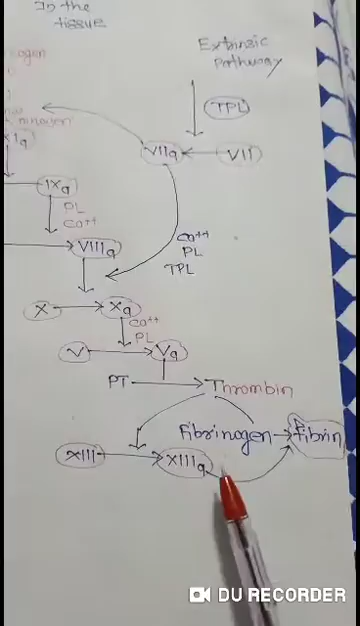 In the
tissue
Extrinsic
Pathway
TPL
VIIa
VII
IXa
PL
Ca++
VIIIa
Ca++
PL
TPL
X
Xa
Ca++
PL
V
Va
PT
Thrombin
Fibrinogen
Fibrin
XIII
XIIIa
DU RECORDER